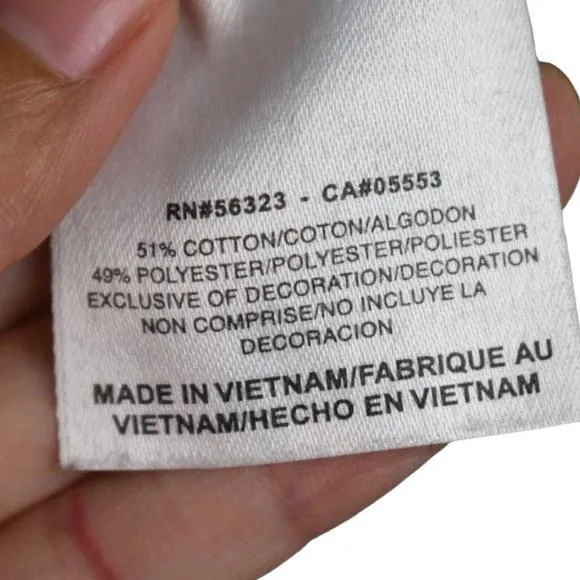 RN#56323 - CA#05553
51% COTTON/COTON/ALGODON
49% POLYESTER/POLYESTER/POLIESTER
EXCLUSIVE OF DECORATION/DECORATION
NON COMPRISE/NO INCLUYE LA
DECORACION
MADE IN VIETNAM/FABRIQUE AU
VIETNAM/HECHO EN VIETNAM